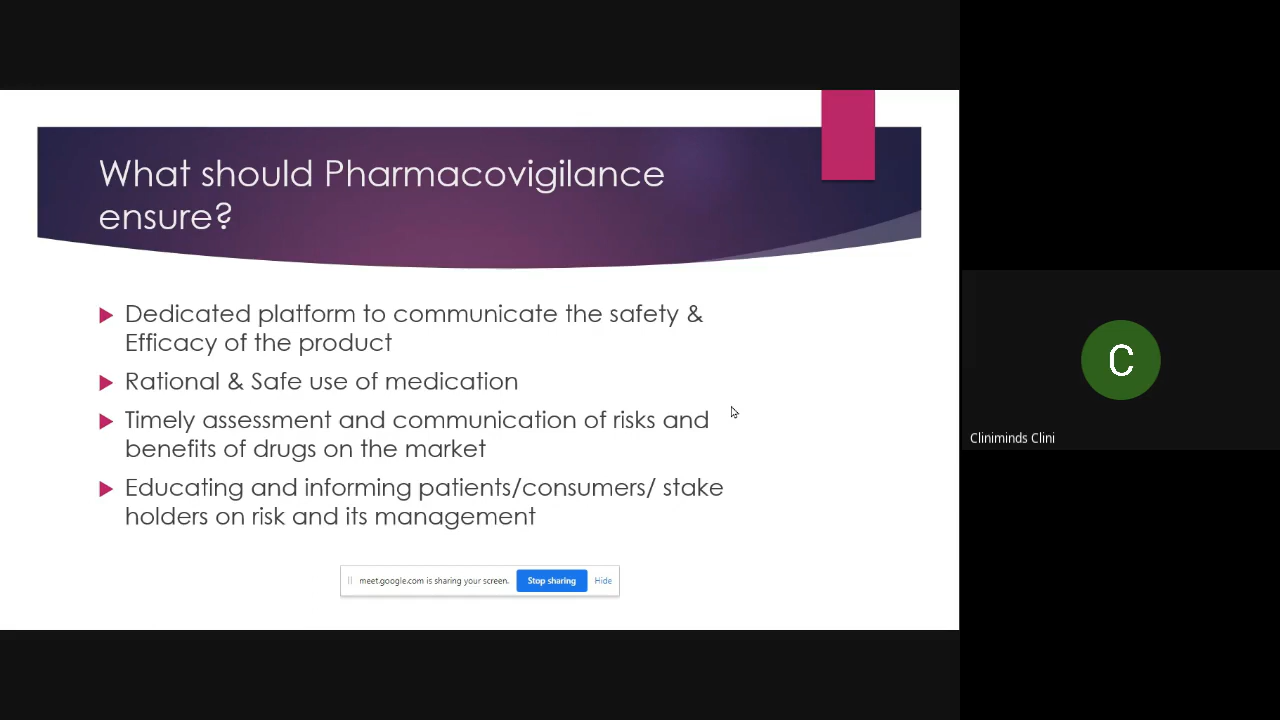 What should Pharmacovigilance
ensure?
Dedicated platform to communicate the safety &
Efficacy of the product
Rational & Safe use of medication
Timely assessment and communication of risks and
benefits of drugs on the market
Educating and informing patients/consumers/ stake
holders on risk and its management
meet.google.com is sharing your screen.
Stop sharing
Hide
C
Cliniminds Clini